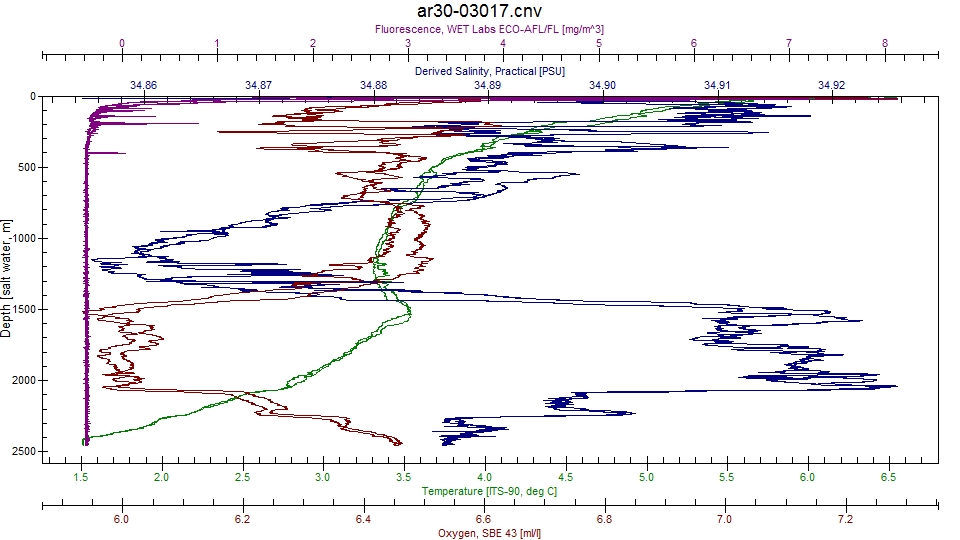 ar30-03017.cnv
Fluorescence, WET Labs ECO-AFL/FL [mg/m^3]
0 1 2 3 4 5 6 7 8
Derived Salinity, Practical [PSU]
34.86 34.87 34.88 34.89 34.90 34.91 34.92
0
500
1000
1500
2000
2500
Depth [salt water, m]
1.5 2.0 2.5 3.0 3.5 4.0 4.5 5.0 5.5 6.0 6.5
Temperature [ITS-90, deg C]
6.0 6.2 6.4 6.6 6.8 7.0 7.2
Oxygen, SBE 43 [ml/l]